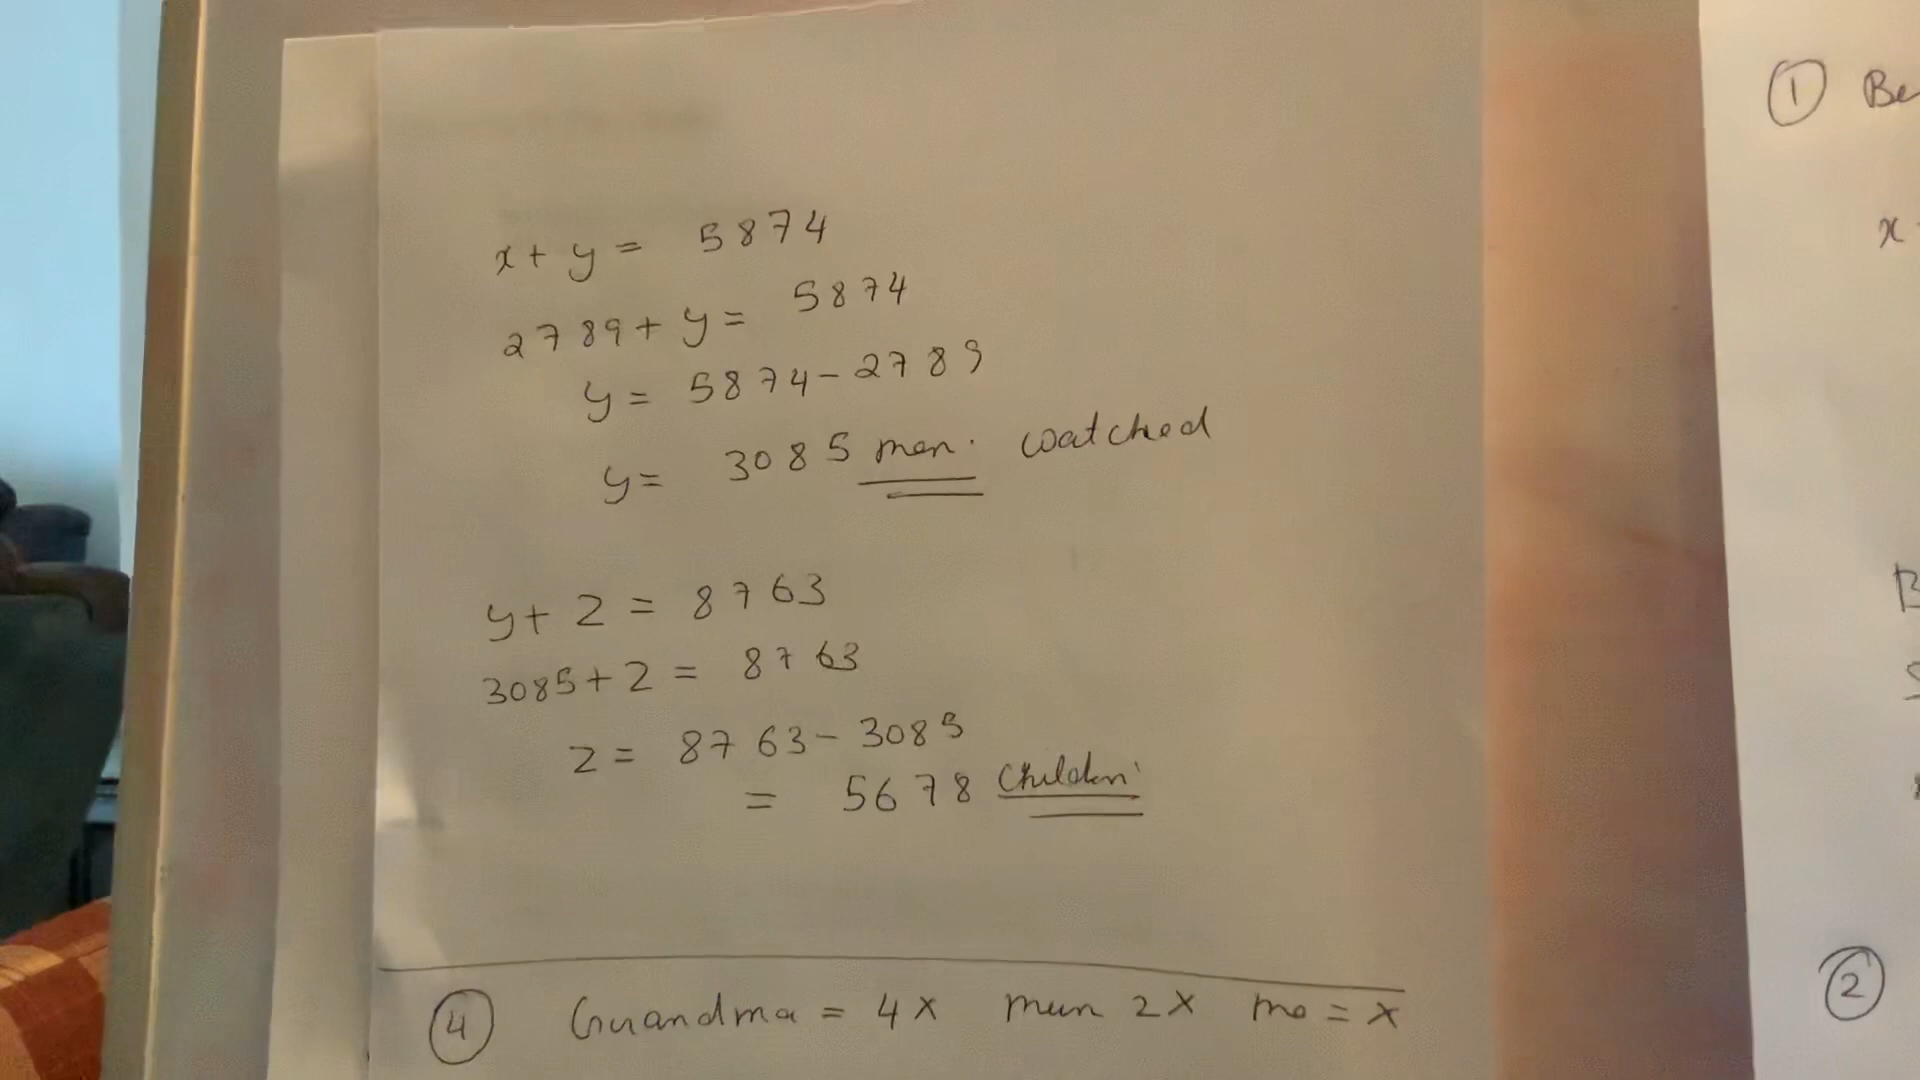 x + y = 5874
2789 + y = 5874
y = 5874 - 2789
y = 3085 men. watched
y + z = 8763
3085 + z = 8763
z = 8763 - 3085
= 5678 Children
④ Grandma = 4x mum 2x me = x
① Be
x
B
S
②